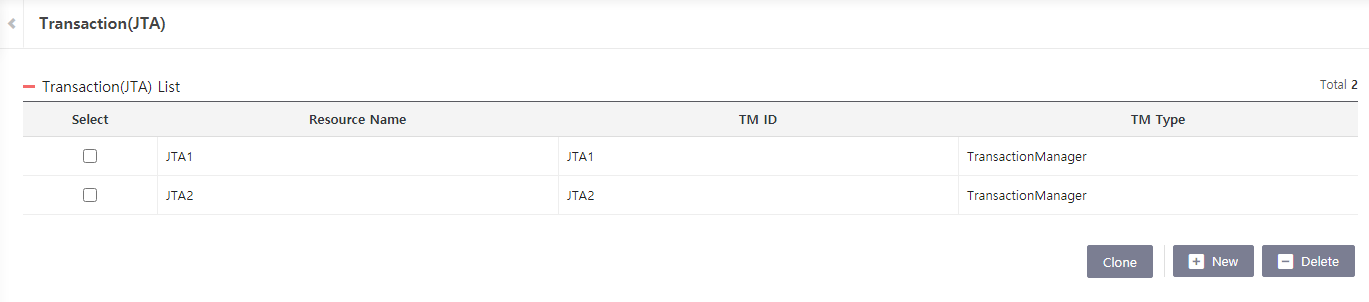 Transaction(JTA)
Transaction(JTA) List
Total 2
Select Resource Name TM ID TM Type
JTA1 JTA1 TransactionManager
JTA2 JTA2 TransactionManager
Clone New Delete